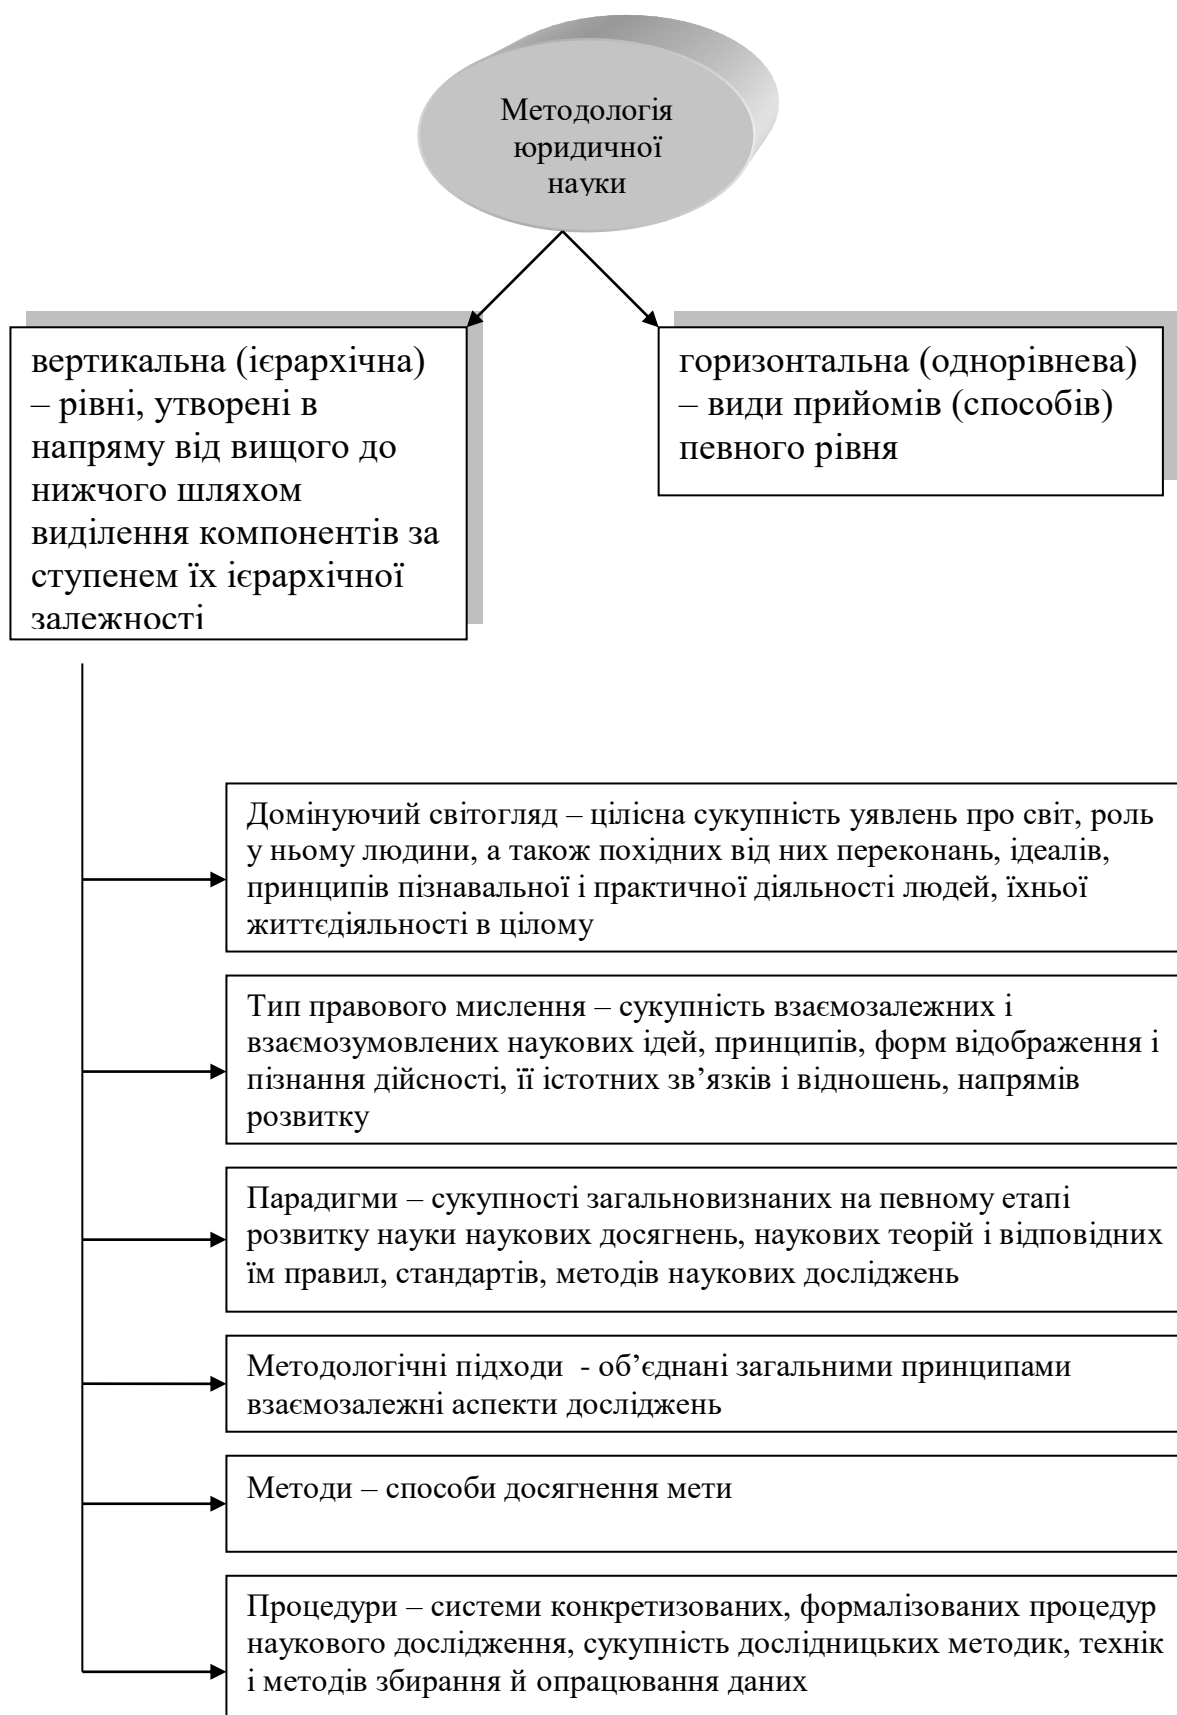 Методологія
юридичної
науки
вертикальна (ієрархічна)
– рівні, утворені в
напряму від вищого до
нижчого шляхом
виділення компонентів за
ступенем їх ієрархічної
залежності
горизонтальна (однорівнева)
– види прийомів (способів)
певного рівня
Домінуючий світогляд – цілісна сукупність уявлень про світ, роль
у ньому людини, а також похідних від них переконань, ідеалів,
принципів пізнавальної і практичної діяльності людей, їхньої
життєдіяльності в цілому
Тип правового мислення – сукупність взаємозалежних і
взаємозумовлених наукових ідей, принципів, форм відображення і
пізнання дійсності, її істотних зв’язків і відношень, напрямів
розвитку
Парадигми – сукупності загальновизнаних на певному етапі
розвитку науки наукових досягнень, наукових теорій і відповідних
їм правил, стандартів, методів наукових досліджень
Методологічні підходи - об’єднані загальними принципами
взаємозалежні аспекти досліджень
Методи – способи досягнення мети
Процедури – системи конкретизованих, формалізованих процедур
наукового дослідження, сукупність дослідницьких методик, технік
і методів збирання й опрацювання даних